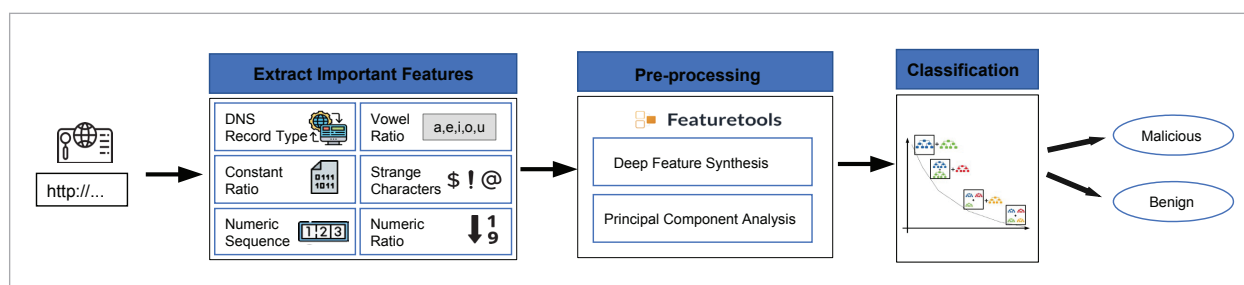 http://...
Extract Important Features
DNS
Record Type
Vowel
Ratio
a,e,i,o,u
Constant
Ratio
0111
1011
Strange
Characters
$ ! @
Numeric
Sequence
1 2 3
Numeric
Ratio
1
9
Pre-processing
Featuretools
Deep Feature Synthesis
Principal Component Analysis
Classification
Malicious
Benign